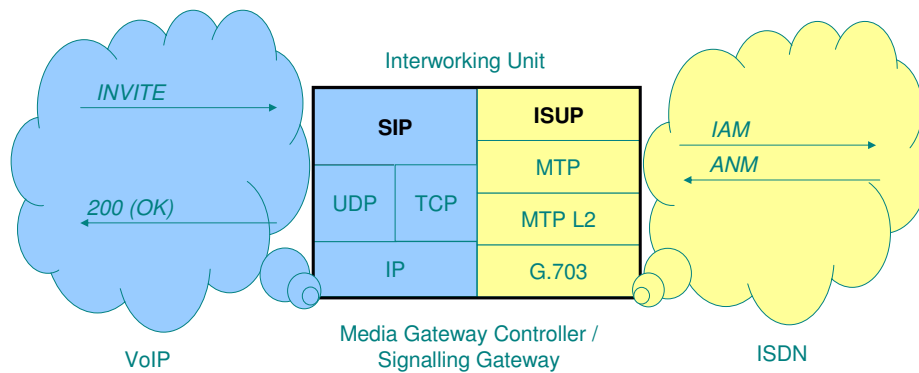 Interworking Unit
INVITE
SIP
ISUP
IAM
MTP
ANM
UDP
TCP
200 (OK)
MTP L2
IP
G.703
Media Gateway Controller /
Signalling Gateway
VoIP
ISDN